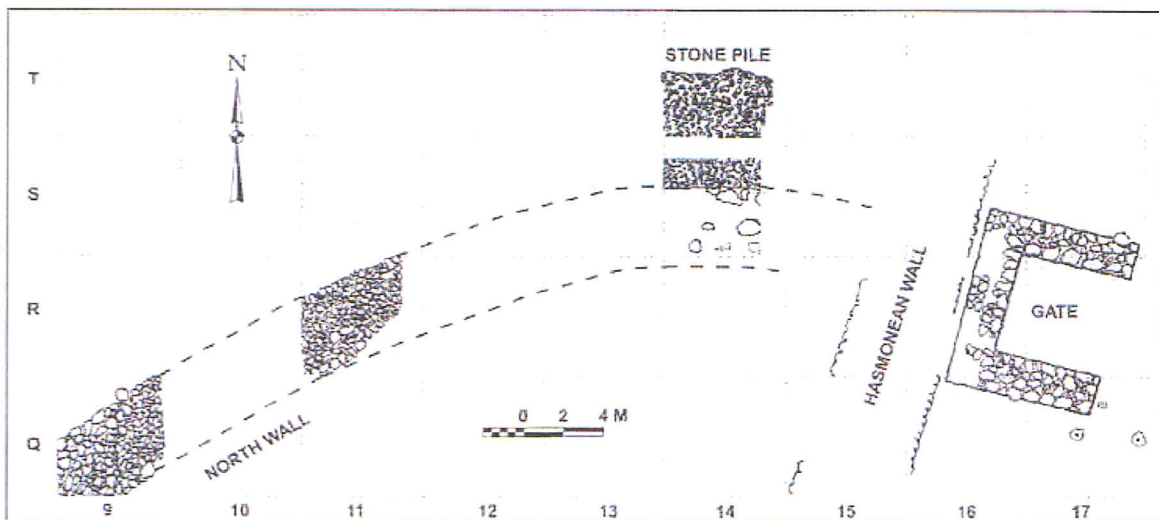 STONE PILE
T
N
S
R
Q
HASMONEAN WALL
GATE
NORTH WALL
0 2 4 M
9 10 11 12 13 14 15 16 17